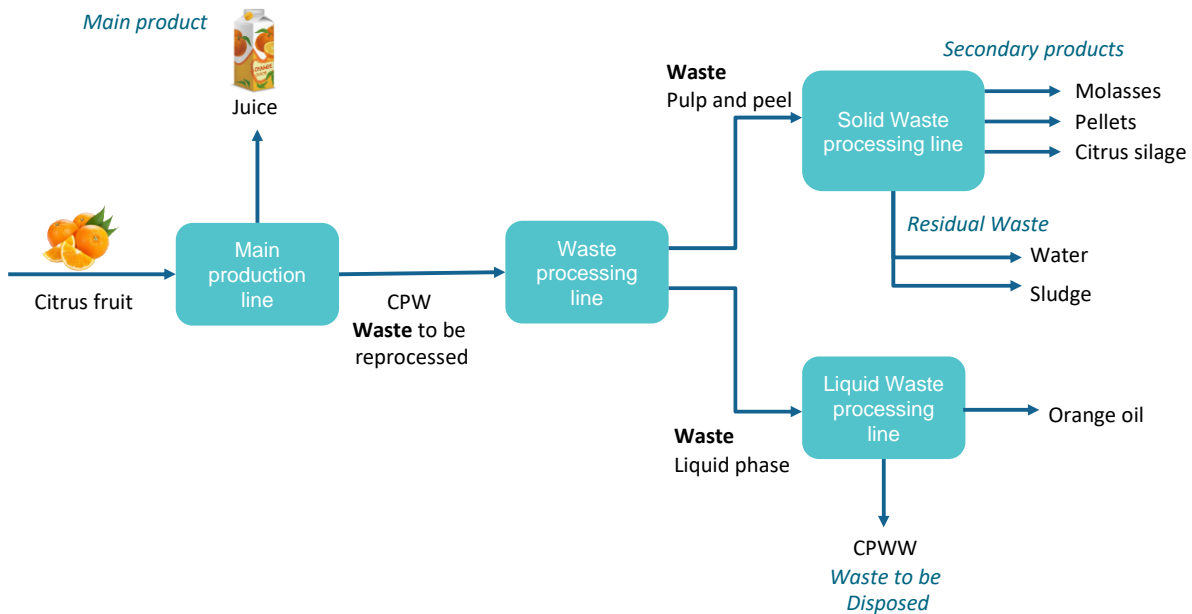 Main product
Juice
Citrus fruit
Main
production
line
CPW
Waste to be
reprocessed
Waste
processing
line
Waste
Pulp and peel
Solid Waste
processing line
Secondary products
Molasses
Pellets
Citrus silage
Residual Waste
Water
Sludge
Waste
Liquid phase
Liquid Waste
processing
line
Orange oil
CPWW
Waste to be
Disposed